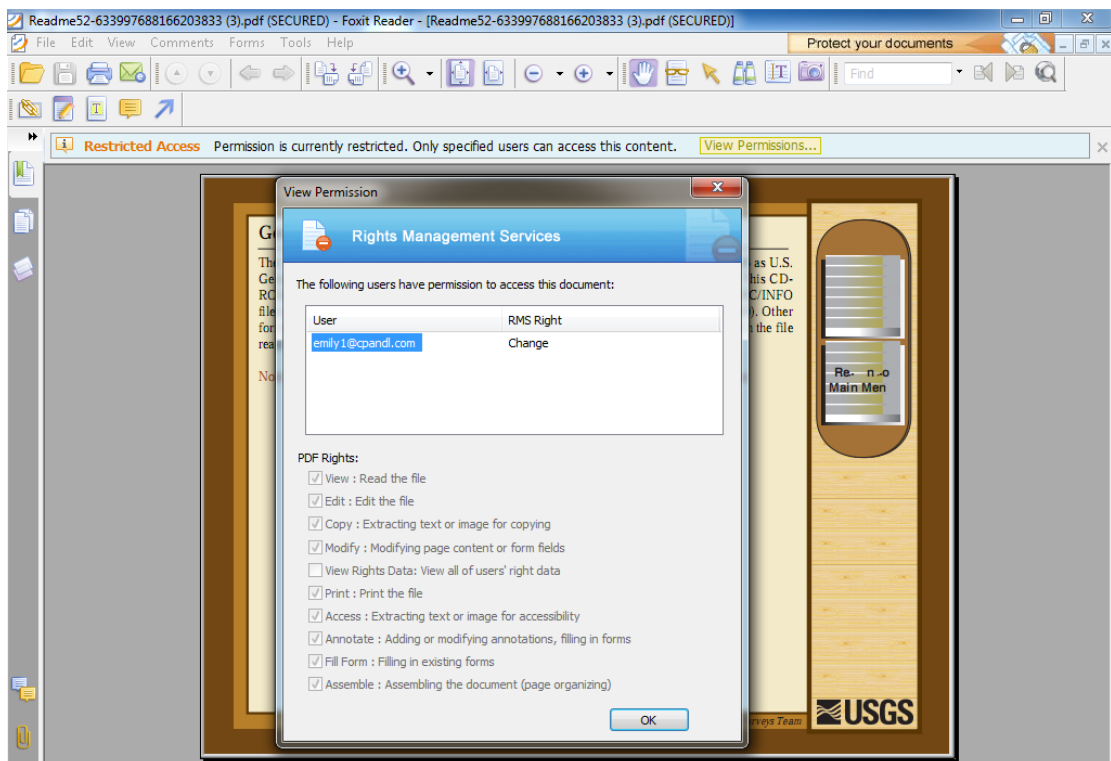 Readme52-633997688166203833 (3).pdf (SECURED) - Foxit Reader - [Readme52-633997688166203833 (3).pdf (SECURED)]
File Edit View Comments Forms Tools Help
Protect your documents
Find
Restricted Access Permission is currently restricted. Only specified users can access this content. View Permissions...
View Permission
Rights Management Services
as U.S.
his CD-
C/INFO
). Other
the file
The following users have permission to access this document:
User RMS Right
emily1@cpandl.com Change
PDF Rights:
View : Read the file
Edit : Edit the file
Copy : Extracting text or image for copying
Modify : Modifying page content or form fields
View Rights Data: View all of users' right data
Print : Print the file
Access : Extracting text or image for accessibility
Annotate : Adding or modifying annotations, filling in forms
Fill Form : Filling in existing forms
Assemble : Assembling the document (page organizing)
OK
Main Men
urveys Team
USGS